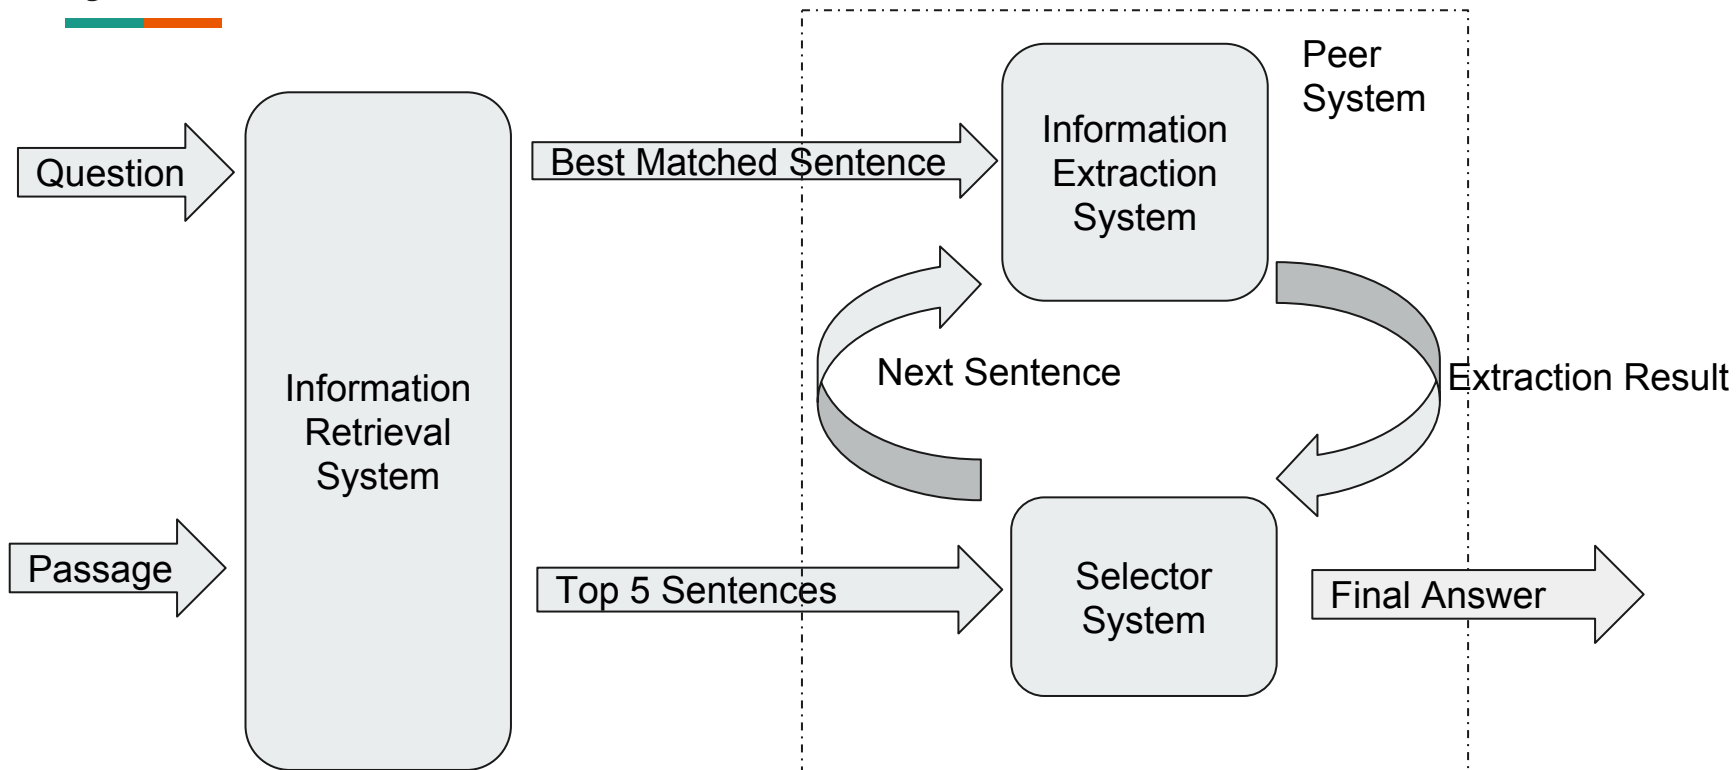 Peer
System
Information
Extraction
System
Question
Best Matched Sentence
Next Sentence
Extraction Result
Information
Retrieval
System
Passage
Top 5 Sentences
Selector
System
Final Answer